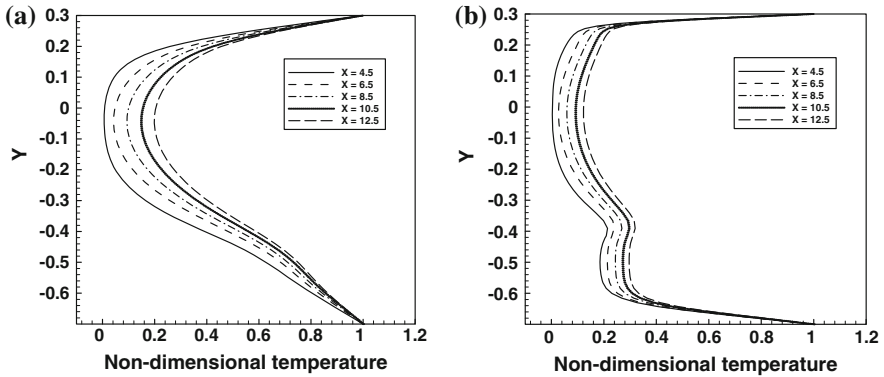 (a)
0.3
0.2
0.1
0
-0.1
-0.2
-0.3
-0.4
-0.5
-0.6
Y
X = 4.5
X = 6.5
X = 8.5
X = 10.5
X = 12.5
0 0.2 0.4 0.6 0.8 1 1.2
Non-dimensional temperature
(b)
0.3
0.2
0.1
0
-0.1
-0.2
-0.3
-0.4
-0.5
-0.6
Y
X = 4.5
X = 6.5
X = 8.5
X = 10.5
X = 12.5
0 0.2 0.4 0.6 0.8 1 1.2
Non-dimensional temperature